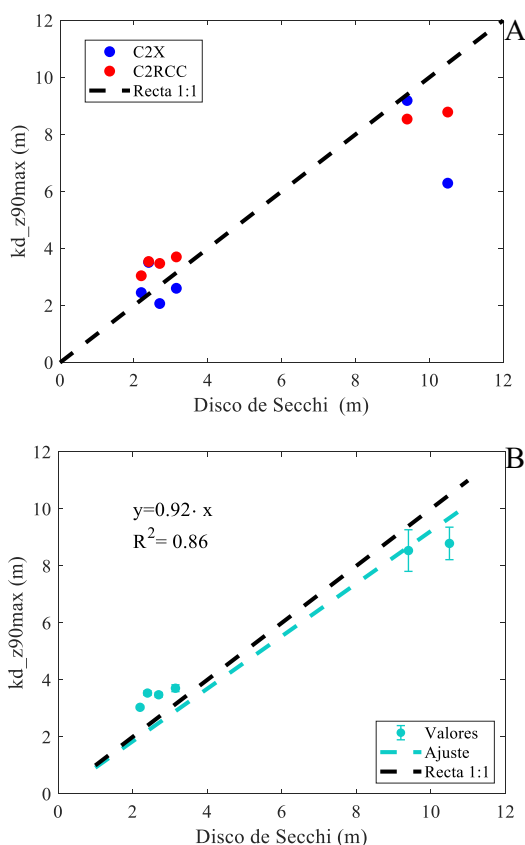 A
C2X
C2RCC
Recta 1:1
12
10
8
6
4
2
0
kd_z90max (m)
0 2 4 6 8 10 12
Disco de Secchi (m)
B
y=0.92· x
R²= 0.86
12
10
8
6
4
2
0
kd_z90max (m)
Valores
Ajuste
Recta 1:1
0 2 4 6 8 10 12
Disco de Secchi (m)